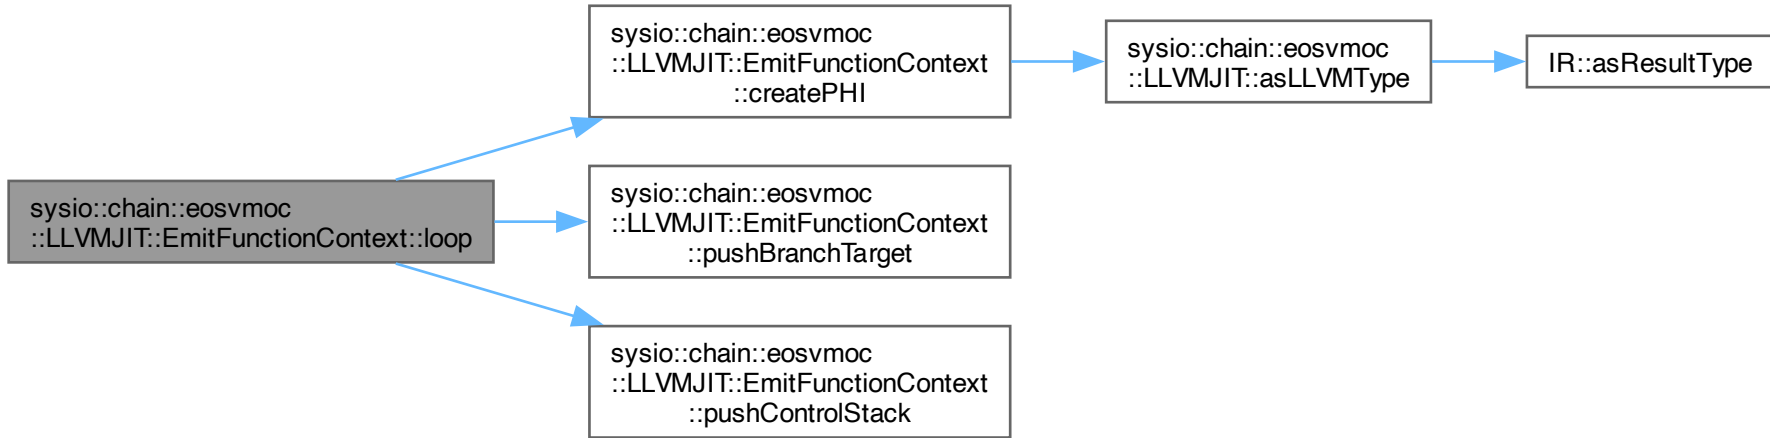 sysio::chain::eosvmoc
::LLVMJIT::EmitFunctionContext::loop
sysio::chain::eosvmoc
::LLVMJIT::EmitFunctionContext
::createPHI
sysio::chain::eosvmoc
::LLVMJIT::asLLVMType
IR::asResultType
sysio::chain::eosvmoc
::LLVMJIT::EmitFunctionContext
::pushBranchTarget
sysio::chain::eosvmoc
::LLVMJIT::EmitFunctionContext
::pushControlStack